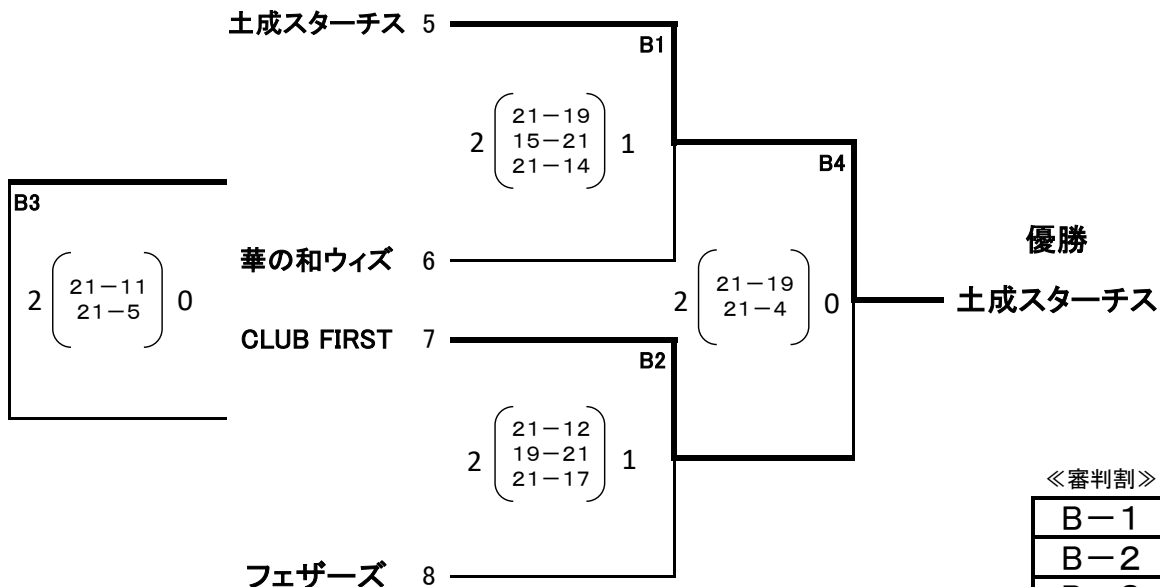 土成スターチス 5
B1
21－19
2 15－21 1
21－14
B4
B3
優勝
華の和ウィズ 6
2 21－11 0
21－5
2 21－19 0
21－4
土成スターチス
CLUB FIRST 7
B2
21－12
2 19－21 1
21－17
≪審判割≫
B－1
B－2
フェザーズ 8